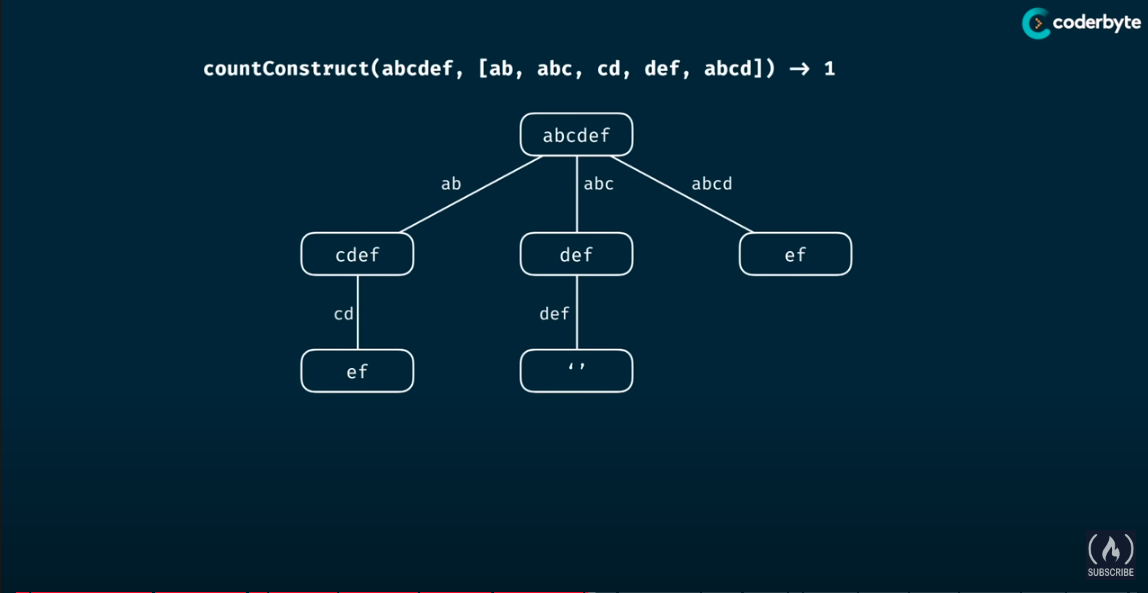 coderbyte
countConstruct(abcdef, [ab, abc, cd, def, abcd]) → 1
abcdef
ab abc abcd
cdef def ef
cd def
ef ‘’
SUBSCRIBE